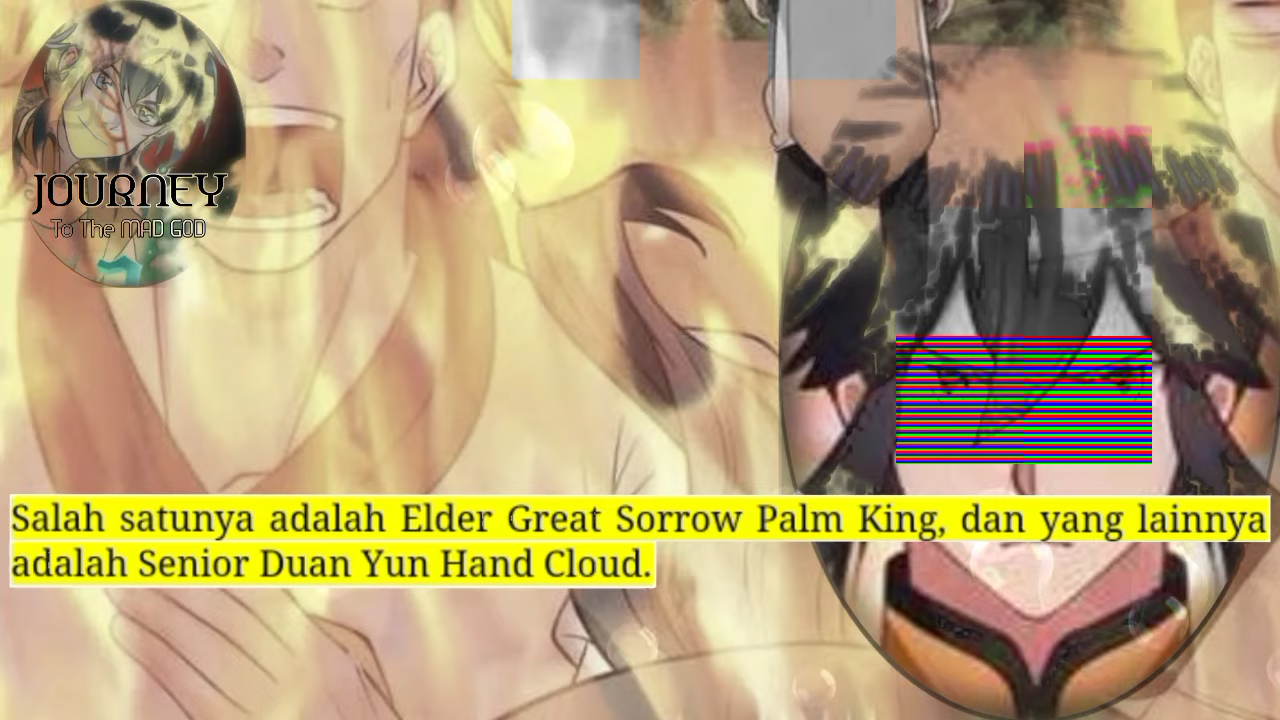 JOURNEY
To The MAD GOD
Salah satunya adalah Elder Great Sorrow Palm King, dan yang lainnya
adalah Senior Duan Yun Hand Cloud.